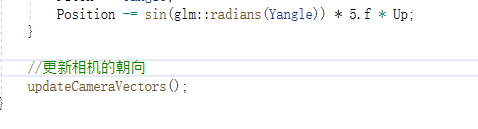 Position -= sin(glm::radians(Yangle)) * 5.f * Up;
}
//更新相机的朝向
updateCameraVectors();
}